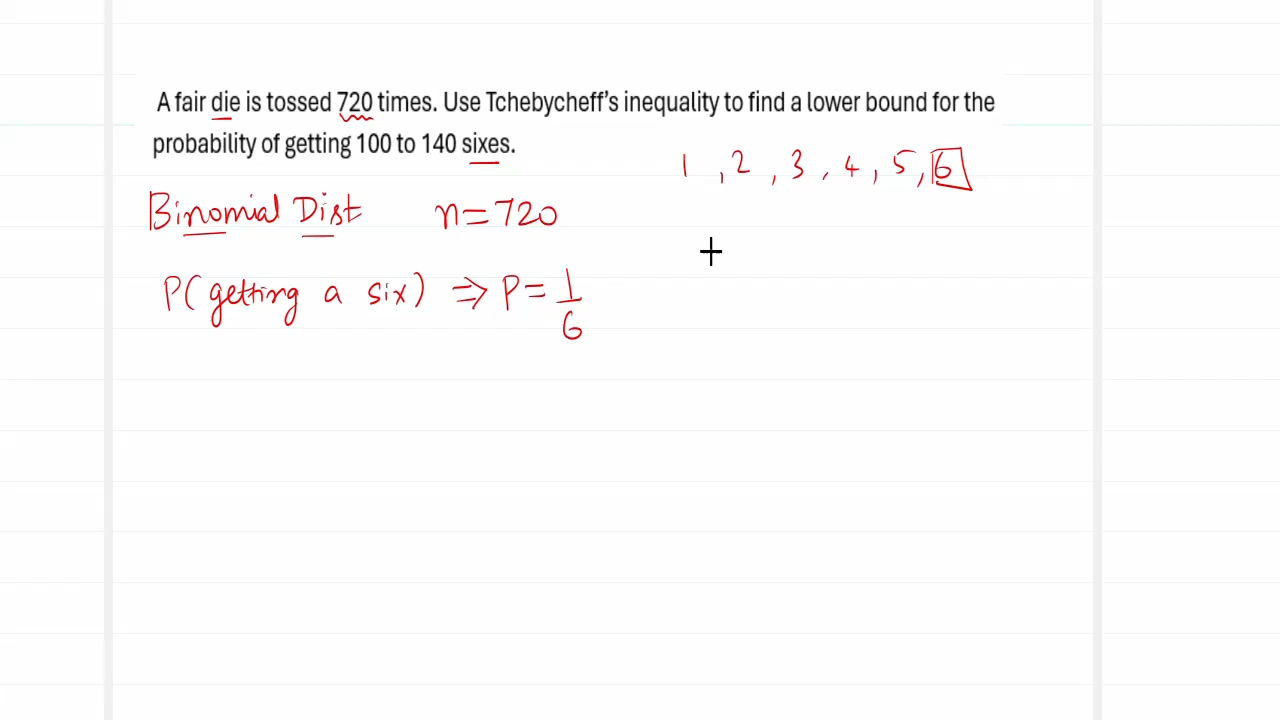 A fair die is tossed 720 times. Use Tchebycheff's inequality to find a lower bound for the
probability of getting 100 to 140 sixes.
1 , 2 , 3 , 4 , 5 , 6
Binomial Dist n=720
P( getting a six) ⇒ P= 1/6